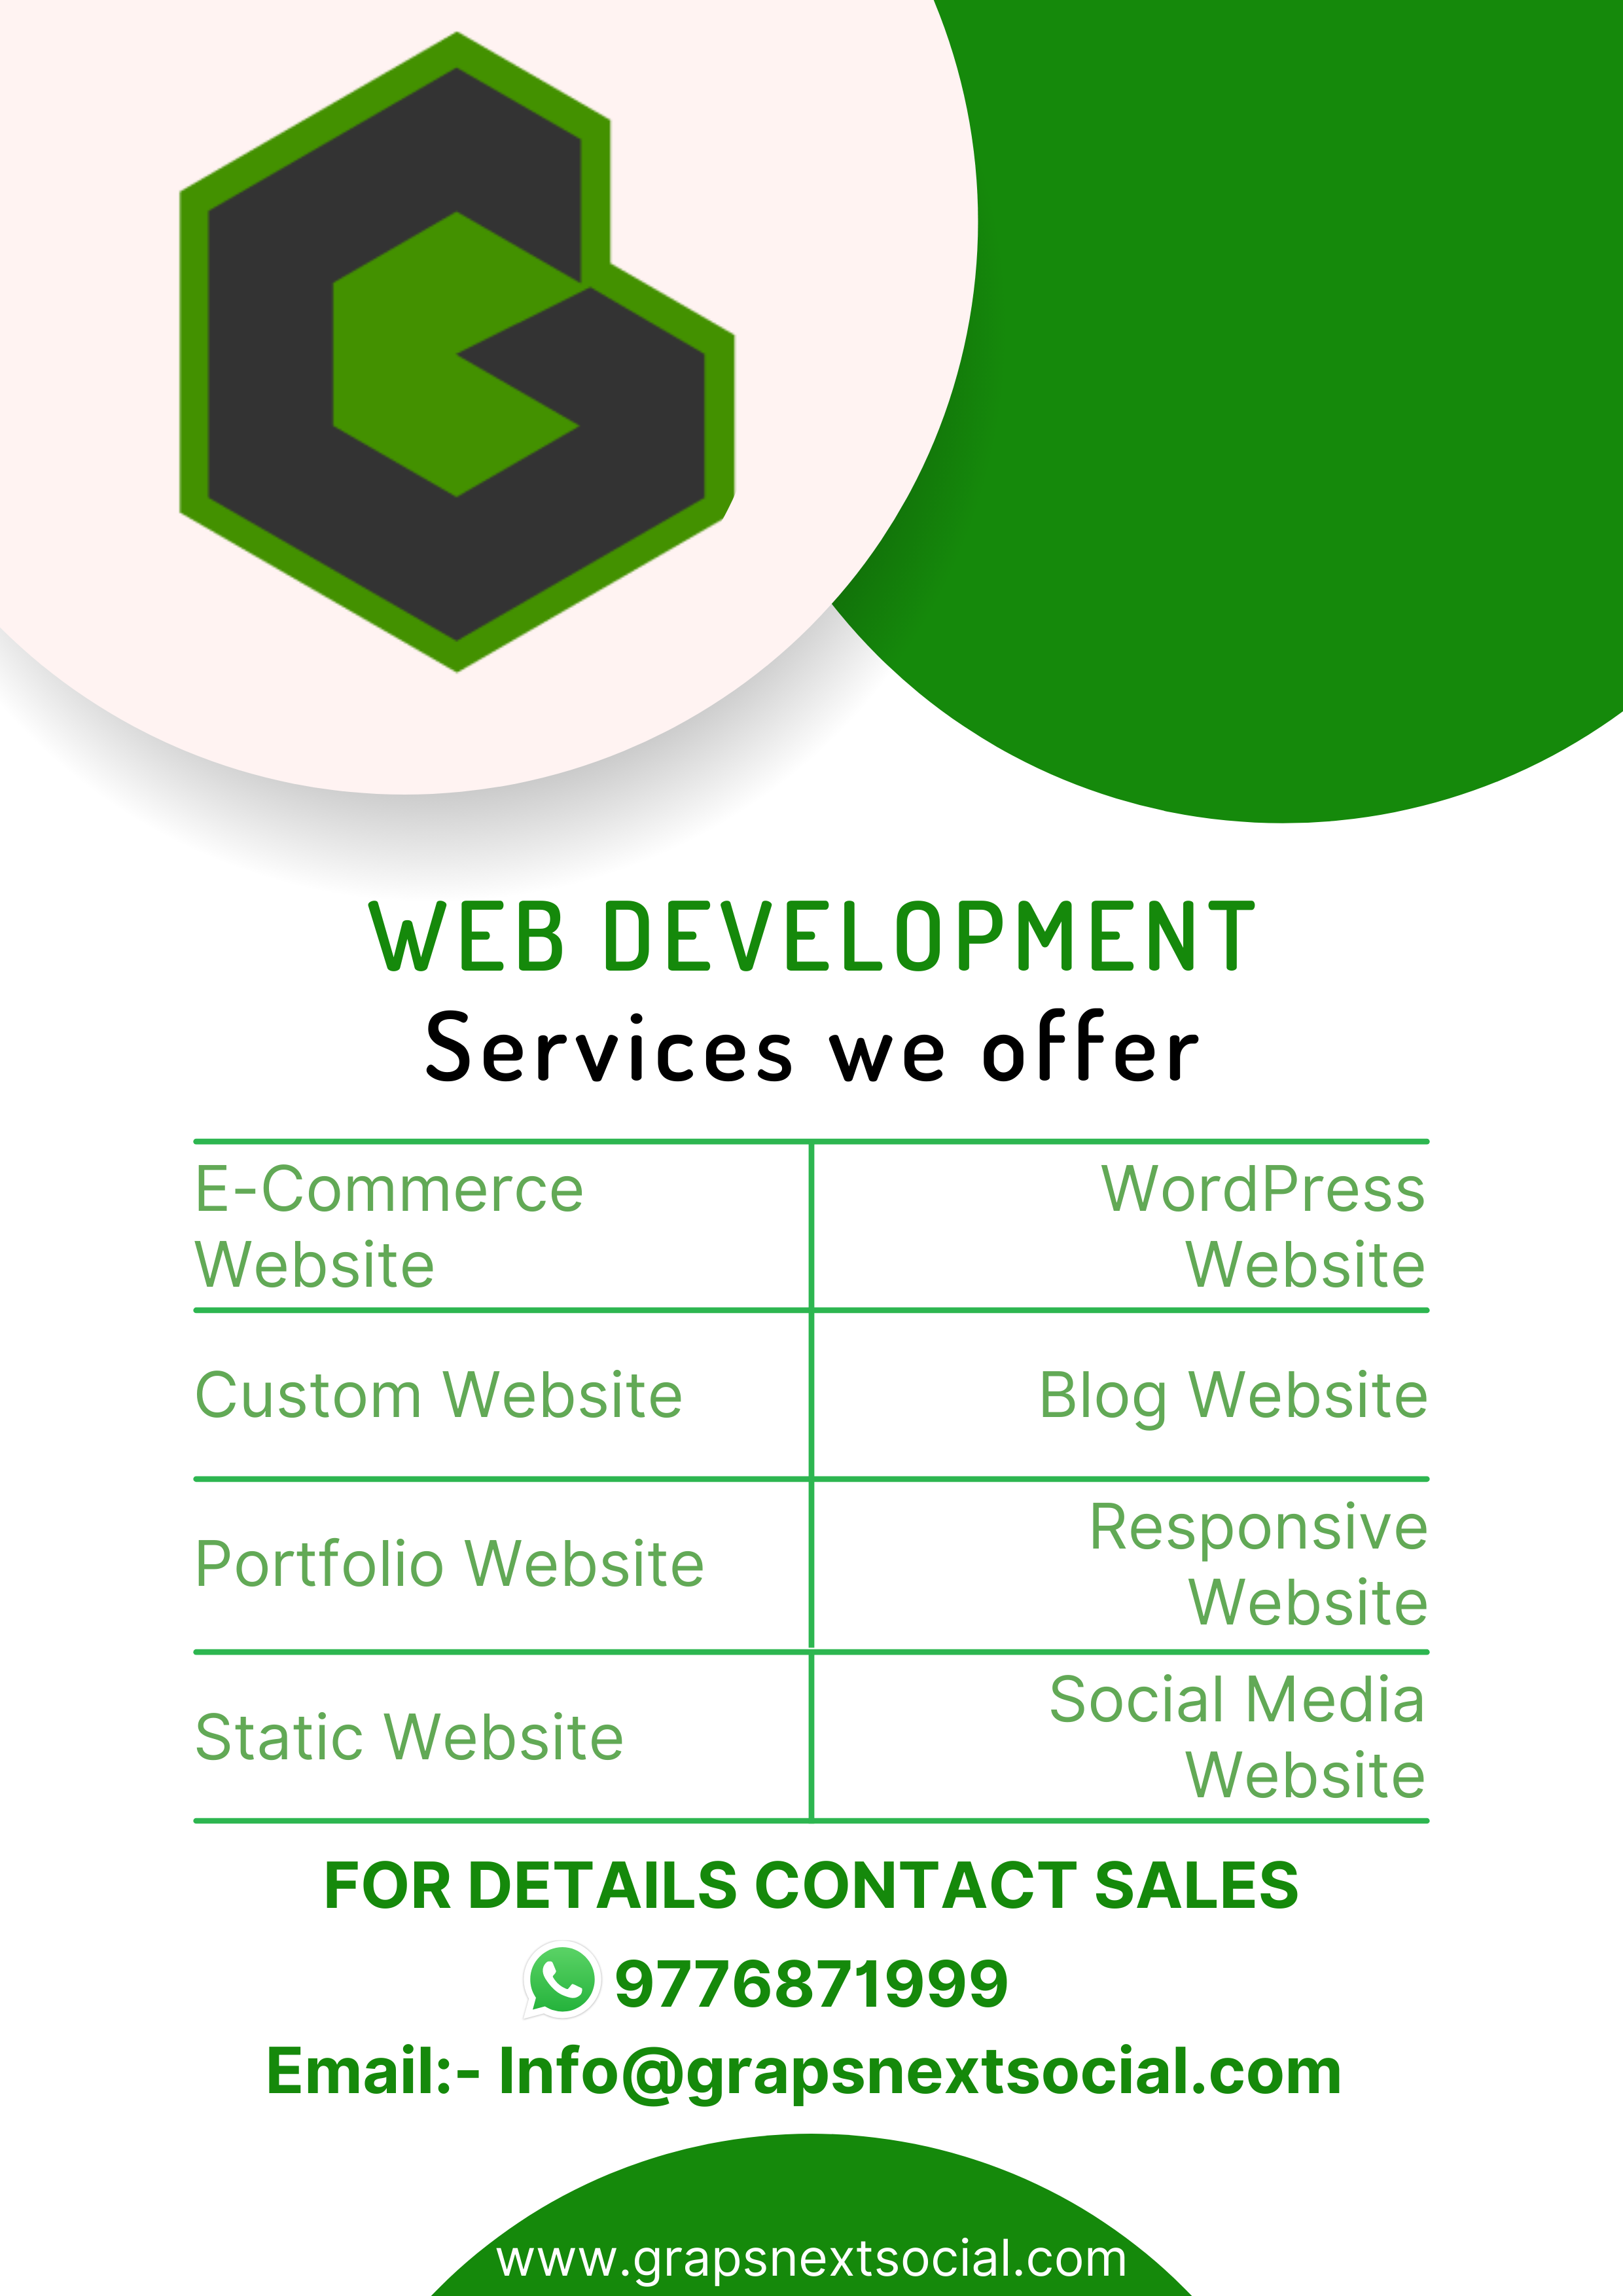 WEB DEVELOPMENT
Services we offer
E-Commerce
Website
WordPress
Website
Custom Website
Blog Website
Portfolio Website
Responsive
Website
Static Website
Social Media
Website
FOR DETAILS CONTACT SALES
9776871999
Email:- Info@grapsnextsocial.com
www.grapsnextsocial.com